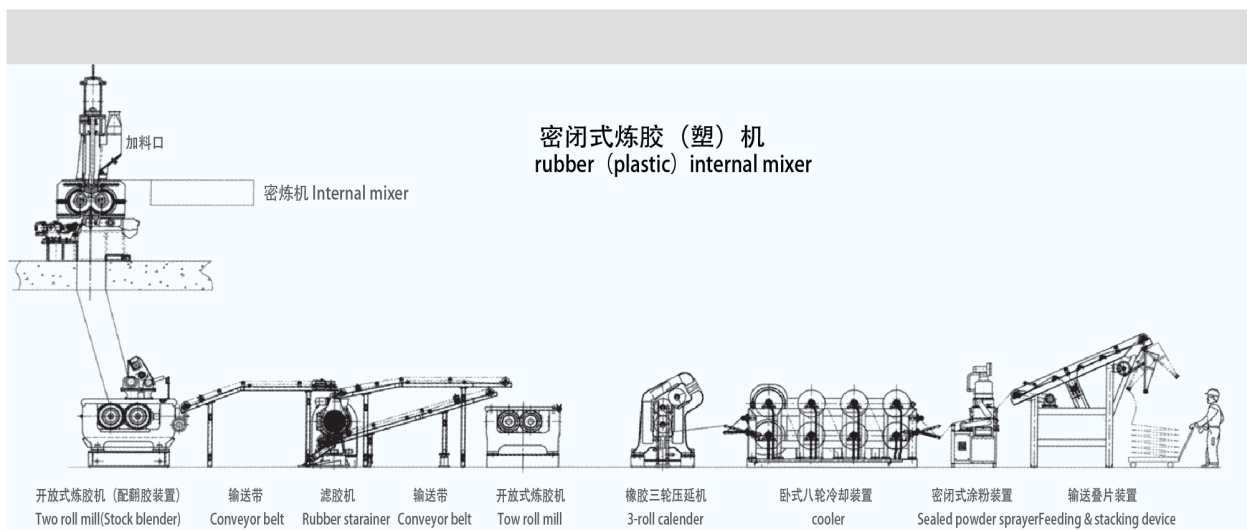 加料口
密闭式炼胶（塑）机
rubber（plastic）internal mixer
密炼机 Internal mixer
开放式炼胶机（配翻胶装置） 输送带 滤胶机 输送带 开放式炼胶机 橡胶三轮压延机 卧式八轮冷却装置 密闭式涂粉装置 输送叠片装置
Two roll mill(Stock blender) Conveyor belt Rubber starainer Conveyor belt Tow roll mill 3-roll calender cooler Sealed powder sprayer Feeding & stacking device